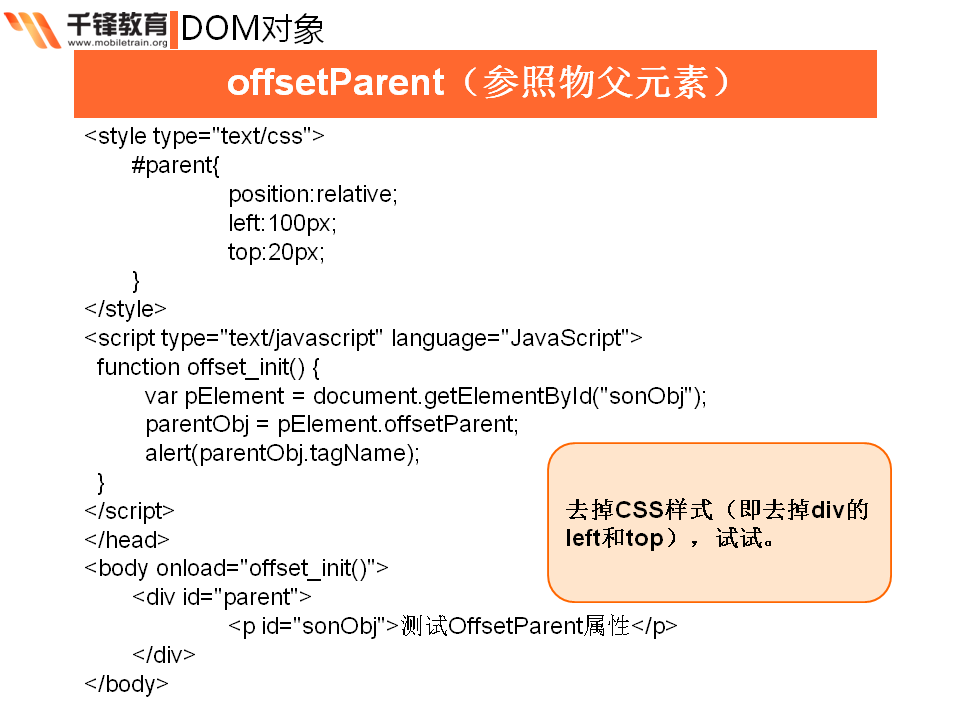 千锋教育
www.mobiletrain.org
DOM对象
offsetParent（参照物父元素）
<style type="text/css">
#parent{
position:relative;
left:100px;
top:20px;
}
</style>
<script type="text/javascript" language="JavaScript">
function offset_init() {
var pElement = document.getElementById("sonObj");
parentObj = pElement.offsetParent;
alert(parentObj.tagName);
}
</script>
</head>
<body onload="offset_init()">
<div id="parent">
<p id="sonObj">测试OffsetParent属性</p>
</div>
</body>
去掉CSS样式（即去掉div的
left和top），试试。